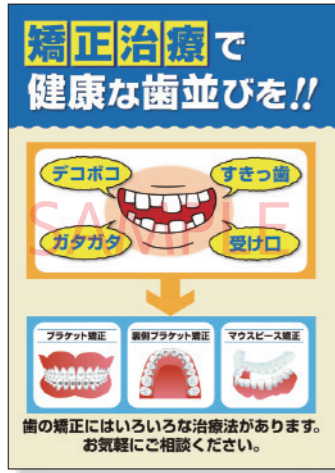 矯正治療で
健康な歯並びを!!
デコボコ
すきっ歯
SAMPLE
ガタガタ
受け口
ブラケット矯正
裏側ブラケット矯正
マウスピース矯正
歯の矯正にはいろいろな治療法があります。
お気軽にご相談ください。